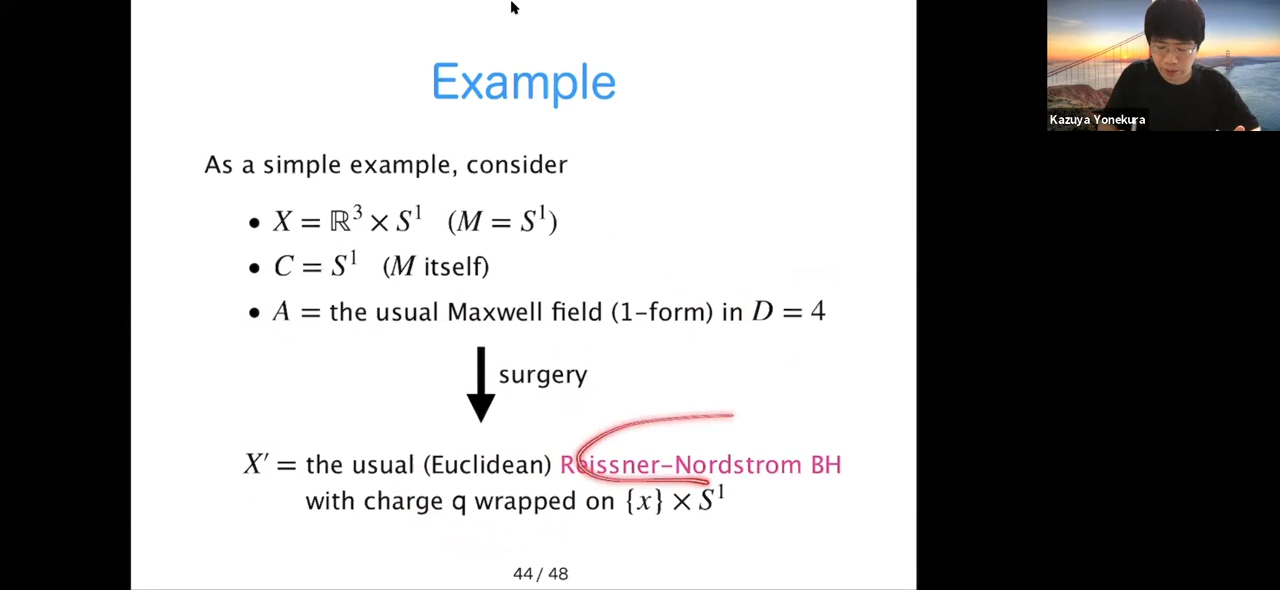 Example
As a simple example, consider
• X = ℝ³ × S¹ (M = S¹)
• C = S¹ (M itself)
• A = the usual Maxwell field (1-form) in D = 4
surgery
X′ = the usual (Euclidean) Reissner-Nordstrom BH
with charge q wrapped on {x} × S¹
44 / 48
Kazuya Yonekura